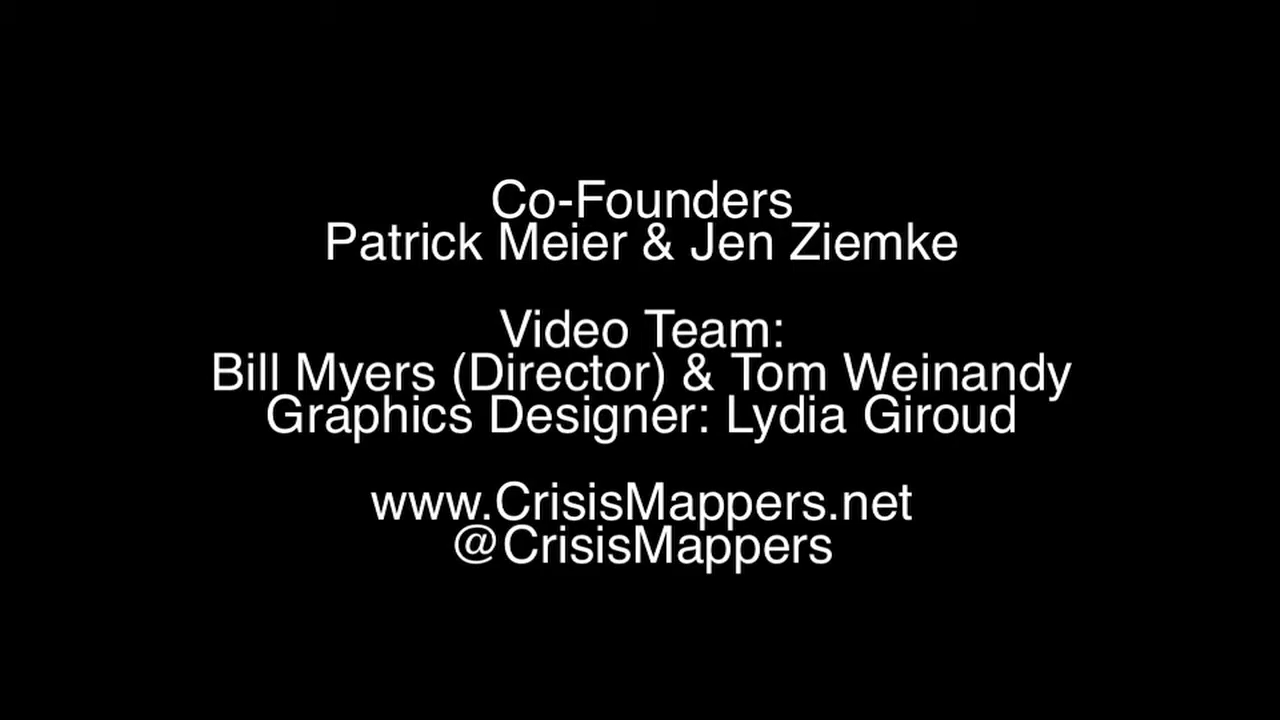 Co-Founders
Patrick Meier & Jen Ziemke
Video Team:
Bill Myers (Director) & Tom Weinandy
Graphics Designer: Lydia Giroud
www.CrisisMappers.net
@CrisisMappers